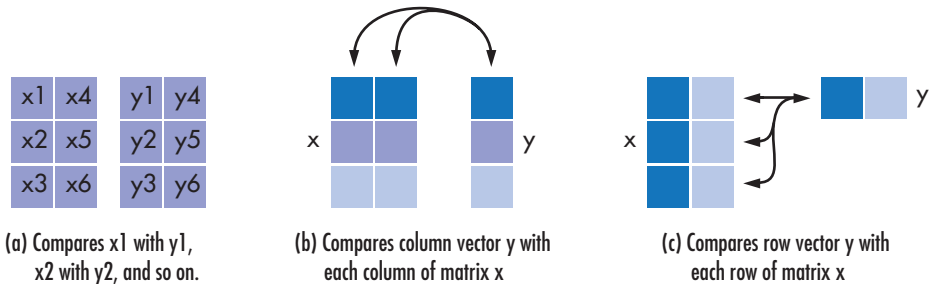 x1 x4 y1 y4
x2 x5 y2 y5
x3 x6 y3 y6
x y
x y
(a) Compares x1 with y1,
x2 with y2, and so on.
(b) Compares column vector y with
each column of matrix x
(c) Compares row vector y with
each row of matrix x